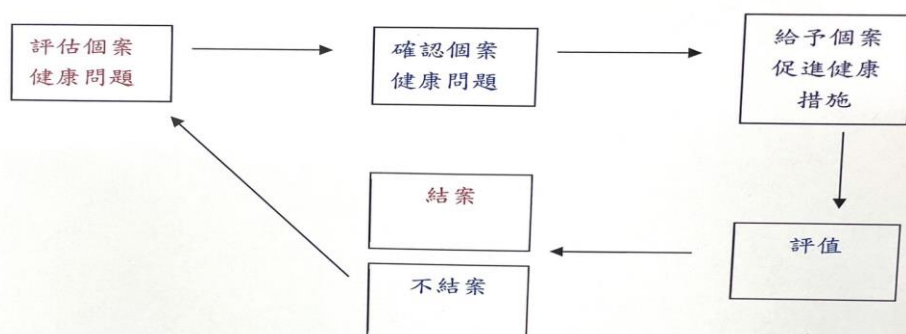 評估個案
健康問題
確認個案
健康問題
給予個案
促進健康
措施
結案
評值
不結案